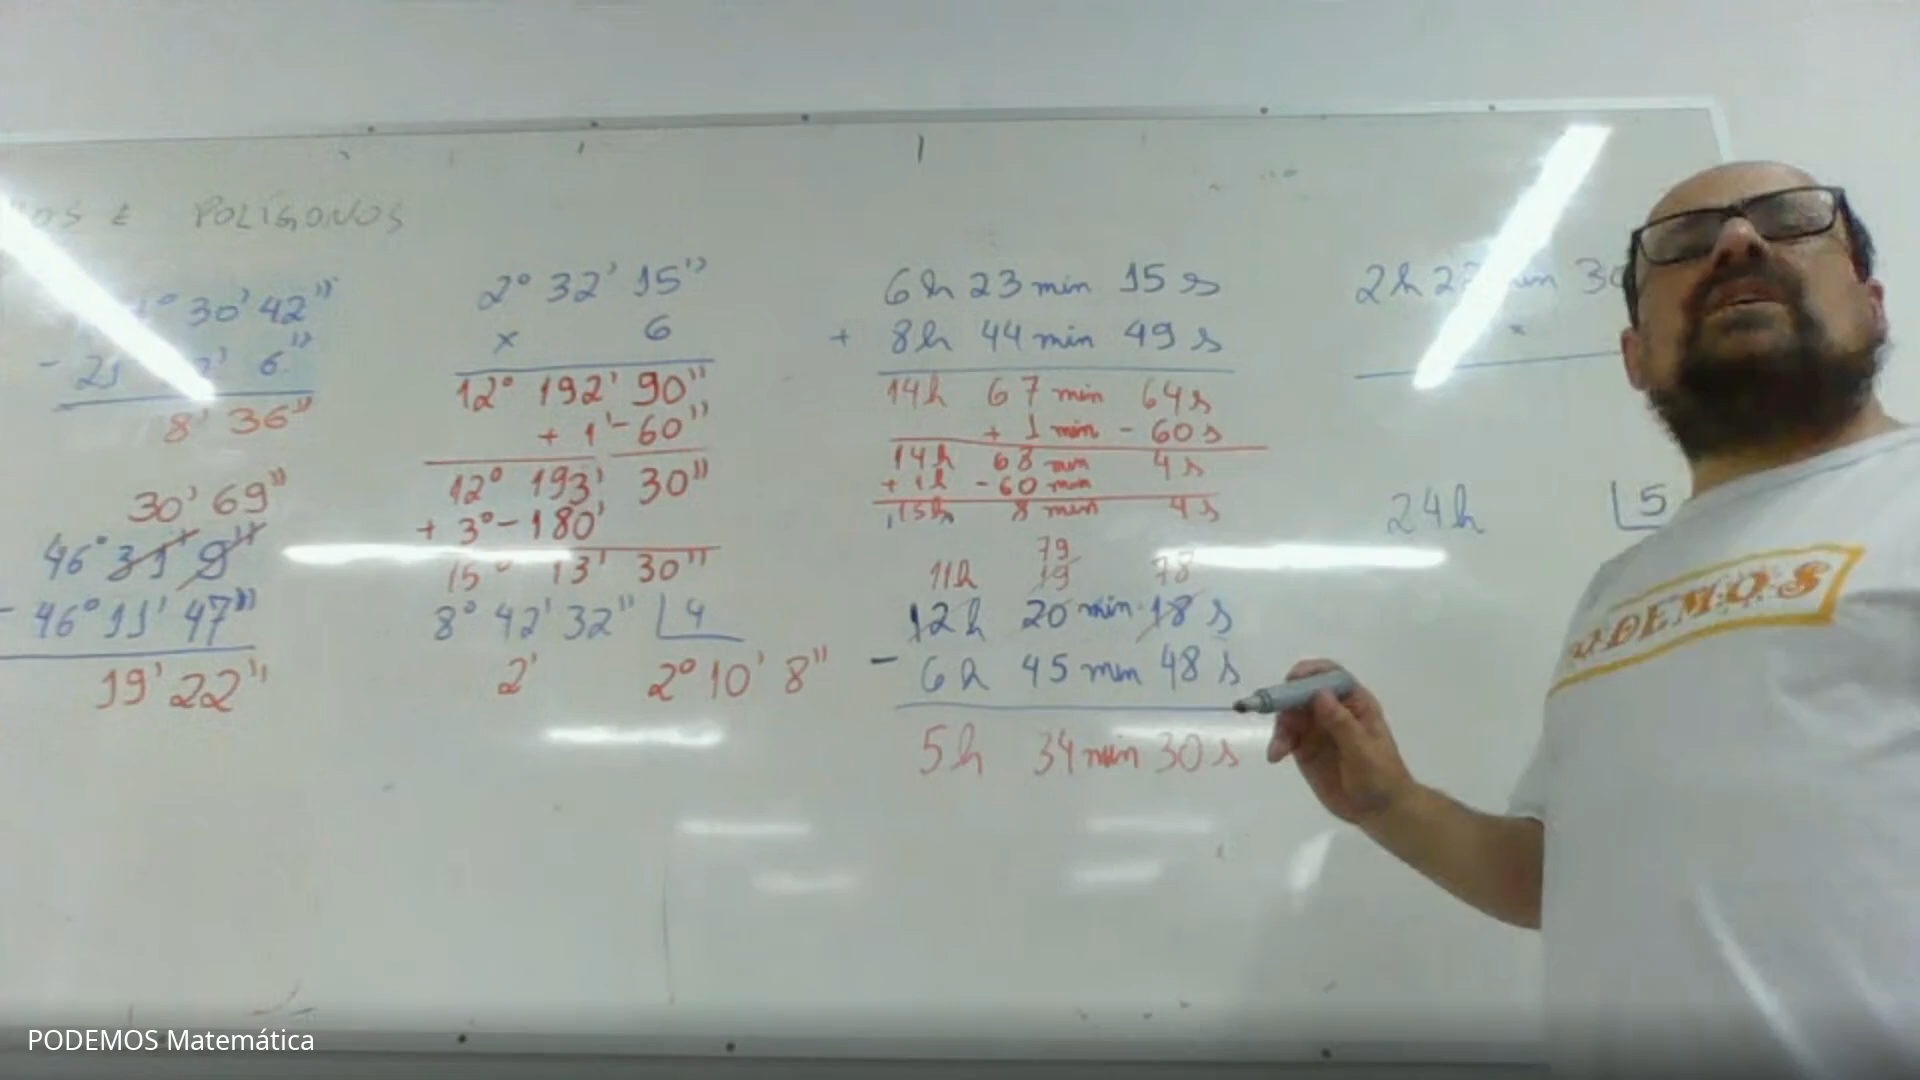 POLÍGONOS
30' 42"
- 21 6"
8' 36"
30' 69"
46° 31' 9"
- 46° 11' 47"
19' 22"
2° 32' 15"
x 6
12° 192' 90"
+ 1' - 60"
12° 193' 30"
+ 3° - 180'
15° 13' 30"
8° 42' 32" 4
2' 2° 10' 8"
6h 23 min 15 s
+ 8h 44 min 49 s
14h 67 min 64 s
+ 1 min - 60 s
14h 68 min 4 s
+ 1h - 60 min
15h 8 min 4 s
79
11h 19 78
12h 20 min 18 s
- 6h 45 min 48 s
5h 34 min 30 s
2h
x
24h 5
PODEMOS Matemática